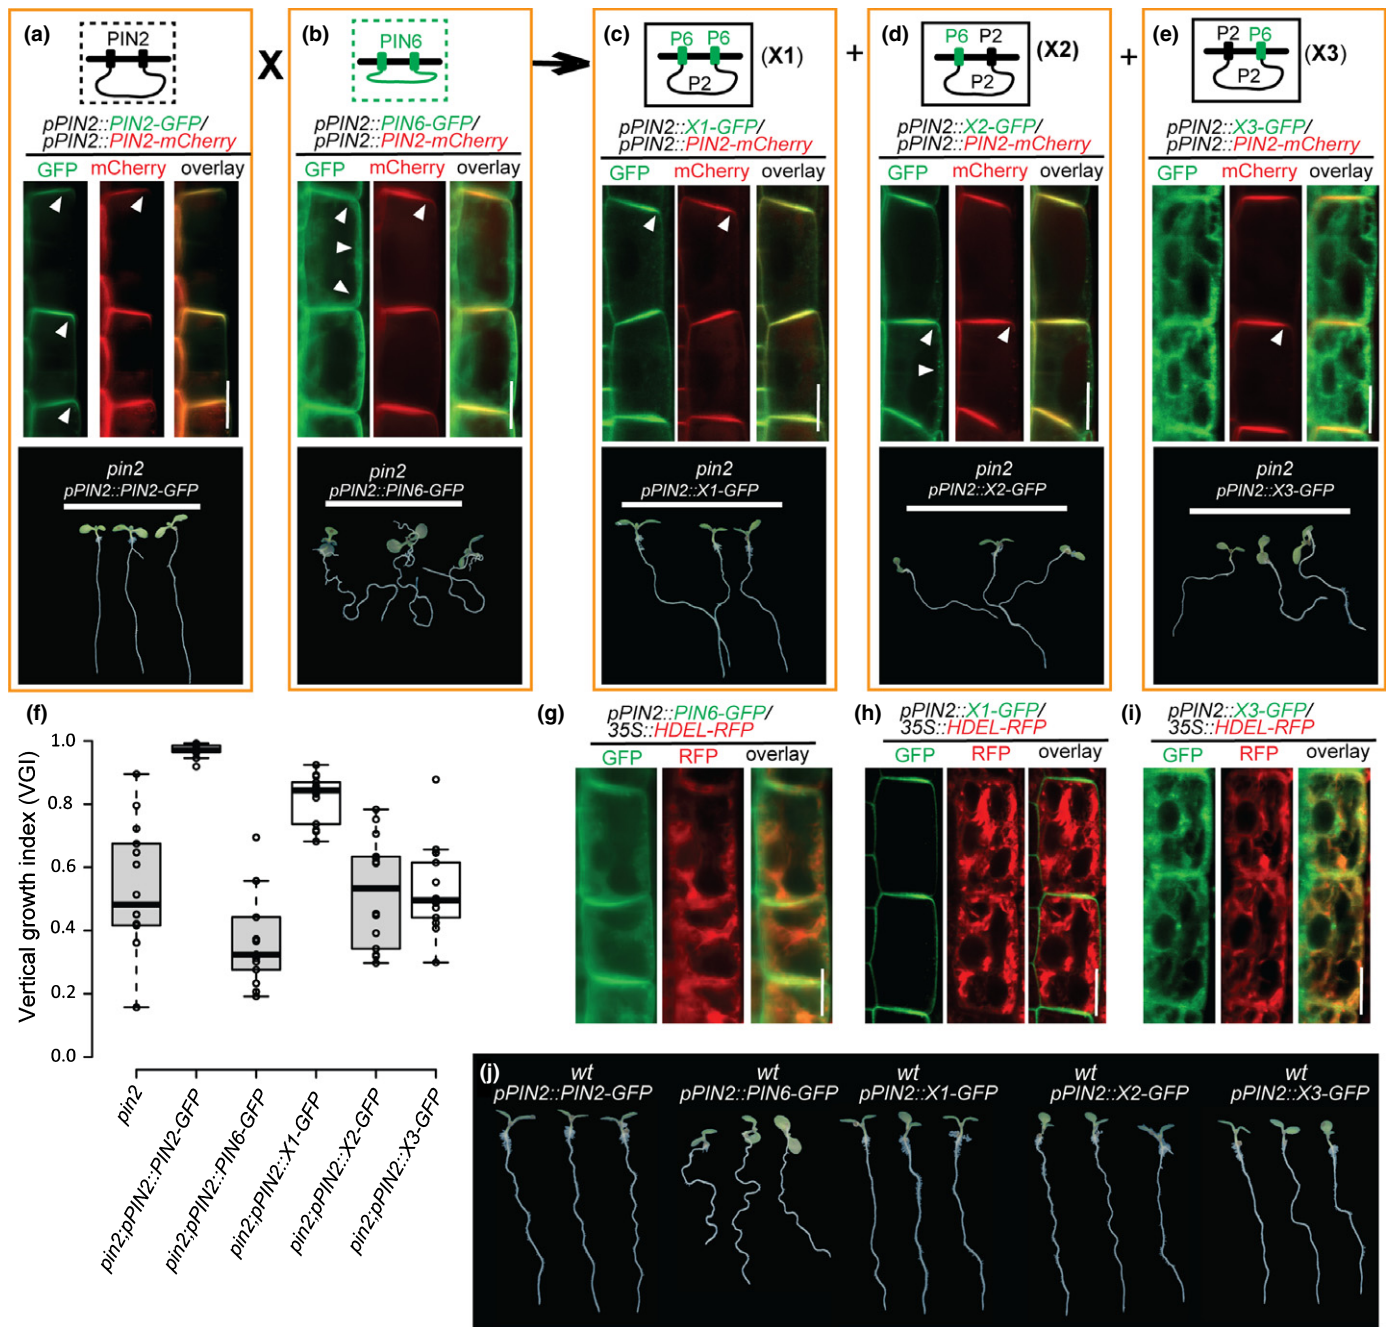 (a)
PIN2
X
(b)
PIN6
(c)
P6 P6
P2
(X1)
+
(d)
P6 P2
P2
(X2)
+
(e)
P2 P6
P2
(X3)
pPIN2::PIN2-GFP/
pPIN2::PIN2-mCherry
GFP mCherry overlay
pPIN2::PIN6-GFP/
pPIN2::PIN2-mCherry
GFP mCherry overlay
pPIN2::X1-GFP/
pPIN2::PIN2-mCherry
GFP mCherry overlay
pPIN2::X2-GFP/
pPIN2::PIN2-mCherry
GFP mCherry overlay
pPIN2::X3-GFP/
pPIN2::PIN2-mCherry
GFP mCherry overlay
pin2
pPIN2::PIN2-GFP
pin2
pPIN2::PIN6-GFP
pin2
pPIN2::X1-GFP
pin2
pPIN2::X2-GFP
pin2
pPIN2::X3-GFP
(f)
Vertical growth index (VGI)
1.0
0.8
0.6
0.4
0.2
0.0
pin2
pin2;pPIN2::PIN2-GFP
pin2;pPIN2::PIN6-GFP
pin2;pPIN2::X1-GFP
pin2;pPIN2::X2-GFP
pin2;pPIN2::X3-GFP
(g)
pPIN2::PIN6-GFP/
35S::HDEL-RFP
GFP RFP overlay
(h)
pPIN2::X1-GFP/
35S::HDEL-RFP
GFP RFP overlay
(i)
pPIN2::X3-GFP/
35S::HDEL-RFP
GFP RFP overlay
(j)
wt
pPIN2::PIN2-GFP
wt
pPIN2::PIN6-GFP
wt
pPIN2::X1-GFP
wt
pPIN2::X2-GFP
wt
pPIN2::X3-GFP